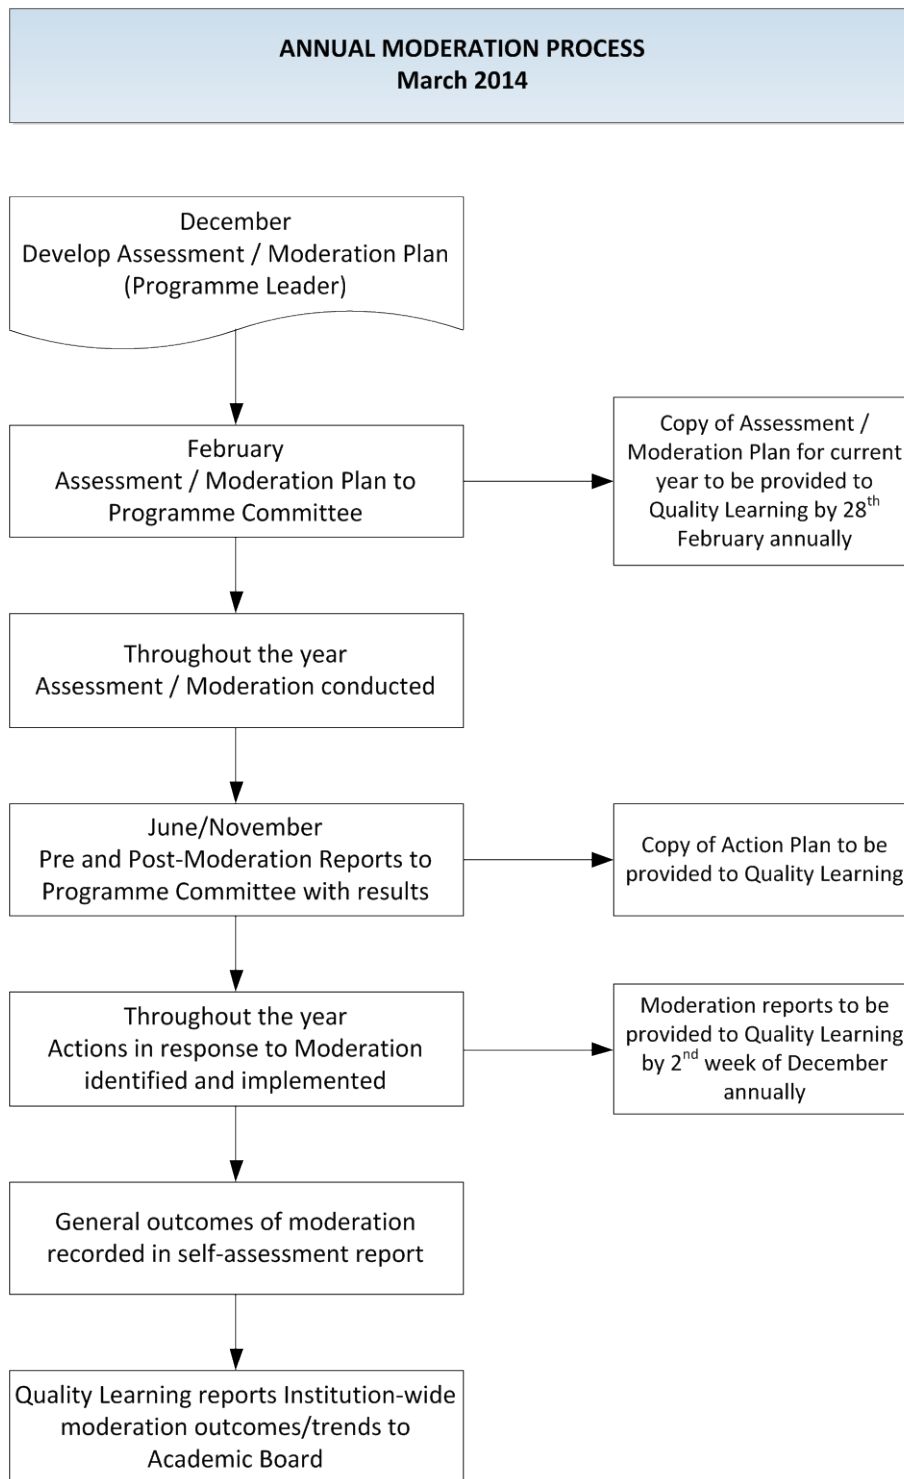 ANNUAL MODERATION PROCESS
March 2014
December
Develop Assessment / Moderation Plan
(Programme Leader)
February
Assessment / Moderation Plan to
Programme Committee
Copy of Assessment /
Moderation Plan for current
year to be provided to
Quality Learning by 28th
February annually
Throughout the year
Assessment / Moderation conducted
June/November
Pre and Post-Moderation Reports to
Programme Committee with results
Copy of Action Plan to be
provided to Quality Learning
Throughout the year
Actions in response to Moderation
identified and implemented
Moderation reports to be
provided to Quality Learning
by 2nd week of December
annually
General outcomes of moderation
recorded in self-assessment report
Quality Learning reports Institution-wide
moderation outcomes/trends to
Academic Board